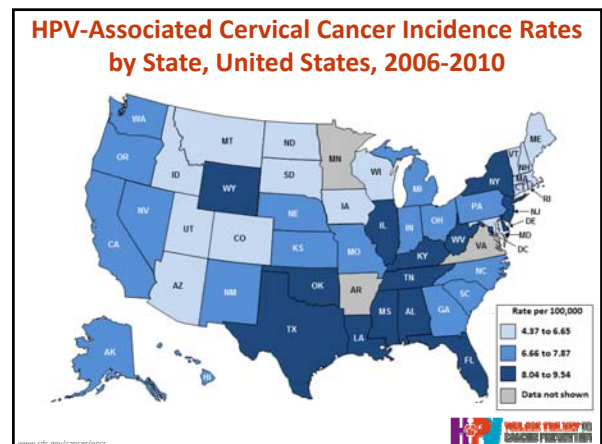 HPV-Associated Cervical Cancer Incidence Rates
by State, United States, 2006-2010
WA
MT
ND
MN
VT
ME
NH
OR
ID
SD
WI
MI
NY
MA
CT
RI
WY
IA
PA
NJ
NV
NE
IL
IN
OH
DE
UT
CO
WV
MD
CA
KS
MO
KY
VA
DC
AZ
NM
OK
AR
TN
NC
SC
TX
MS
AL
GA
LA
FL
AK
HI
Rate per 100,000
4.37 to 6.65
6.66 to 7.87
8.04 to 9.54
Data not shown
HPV